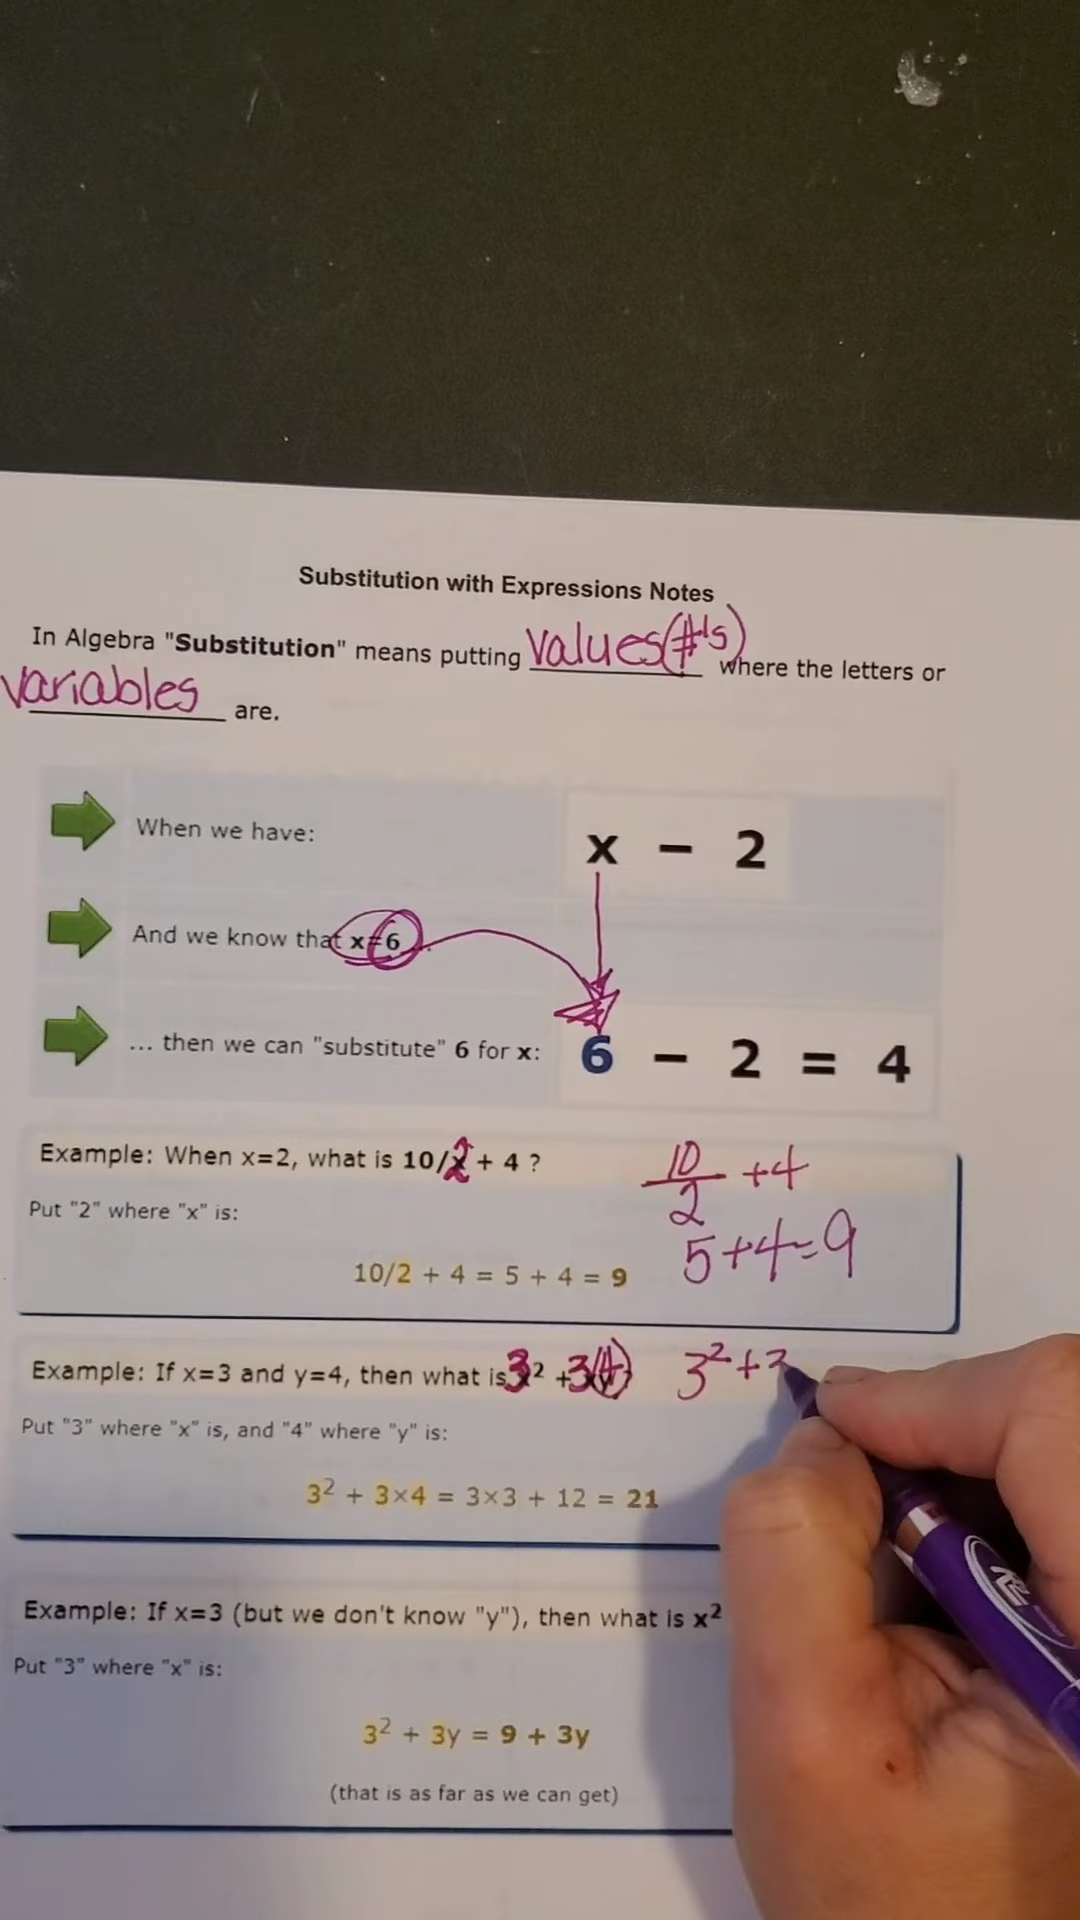 Substitution with Expressions Notes
In Algebra "Substitution" means putting values(#'s) where the letters or
variables are.
When we have:
x - 2
And we know that x=6
... then we can "substitute" 6 for x:
6 - 2 = 4
Example: When x=2, what is 10/2 + 4 ?
10/2 + 4
Put "2" where "x" is:
5+4=9
10/2 + 4 = 5 + 4 = 9
Example: If x=3 and y=4, then what is 3² + 3(4)
3² + 3
Put "3" where "x" is, and "4" where "y" is:
3² + 3×4 = 3×3 + 12 = 21
Example: If x=3 (but we don't know "y"), then what is x²
Put "3" where "x" is:
3² + 3y = 9 + 3y
(that is as far as we can get)